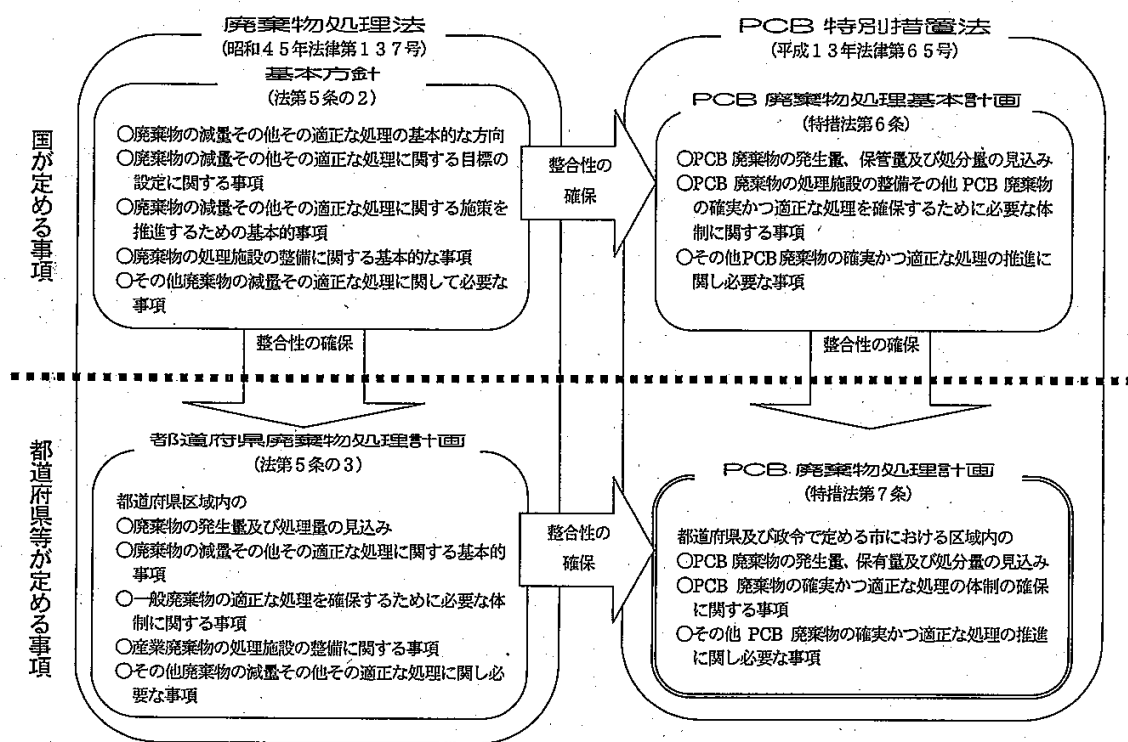 廃棄物処理法
(昭和45年法律第137号)
基本方針
(法第5条の2)
○廃棄物の減量その他その適正な処理の基本的な方向
○廃棄物の減量その他その適正な処理に関する目標の
設定に関する事項
○廃棄物の減量その他その適正な処理に関する施策を
推進するための基本的事項
○廃棄物の処理施設の整備に関する基本的な事項
○その他廃棄物の減量その適正な処理に関して必要な
事項
整合性の
確保
PCB 特別措置法
(平成13年法律第65号)
PCB 廃棄物処理基本計画
(特措法第6条)
○PCB 廃棄物の発生量、保管量及び処分量の見込み
○PCB 廃棄物の処理施設の整備その他 PCB 廃棄物
の確実かつ適正な処理を確保するために必要な体
制に関する事項
○その他PCB廃棄物の確実かつ適正な処理の推進に
関し必要な事項
国が定める事項
整合性の確保
整合性の確保
都道府県等が定める事項
都道府県廃棄物処理計画
(法第5条の3)
都道府県区域内の
○廃棄物の発生量及び処理量の見込み
○廃棄物の減量その他その適正な処理に関する基本的
事項
○一般廃棄物の適正な処理を確保するために必要な体
制に関する事項
○産業廃棄物の処理施設の整備に関する事項
○その他廃棄物の減量その他その適正な処理に関し必
要な事項
整合性の
確保
PCB 廃棄物処理計画
(特措法第7条)
都道府県及び政令で定める市における区域内の
○PCB 廃棄物の発生量、保有量及び処分量の見込み
○PCB 廃棄物の確実かつ適正な処理の体制の確保
に関する事項
○その他 PCB 廃棄物の確実かつ適正な処理の推進
に関し必要な事項